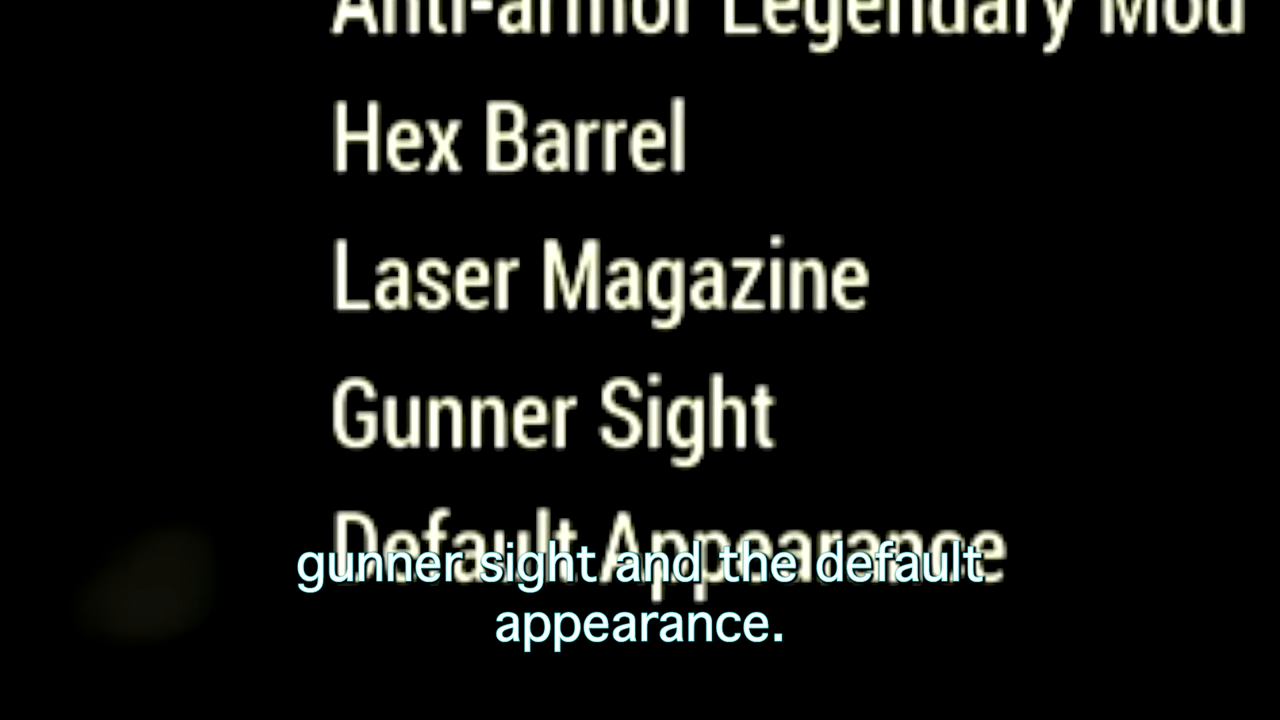 Anti-armor Legendary Mod
Hex Barrel
Laser Magazine
Gunner Sight
Default Appearance
gunner sight and the default
appearance.